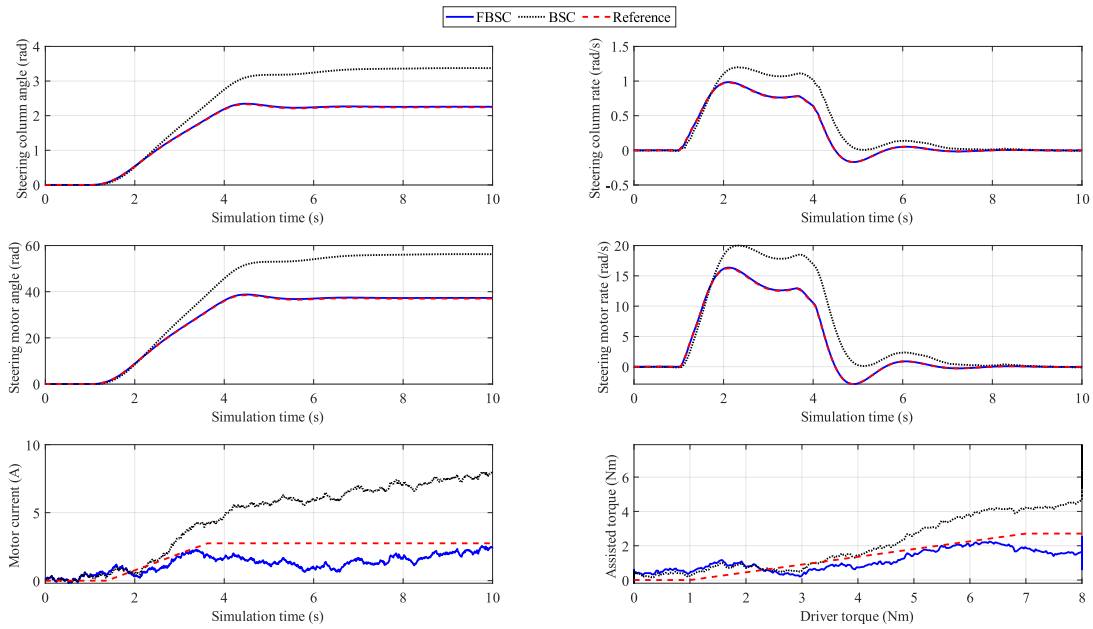 FBSC BSC Reference
Steering column angle (rad)
4
3
2
1
0
0 2 4 6 8 10
Simulation time (s)
Steering column rate (rad/s)
1.5
1
0.5
0
-0.5
0 2 4 6 8 10
Simulation time (s)
Steering motor angle (rad)
60
40
20
0
0 2 4 6 8 10
Simulation time (s)
Steering motor rate (rad/s)
20
15
10
5
0
0 2 4 6 8 10
Simulation time (s)
Motor current (A)
10
5
0
0 2 4 6 8 10
Simulation time (s)
Assisted torque (Nm)
6
4
2
0
0 1 2 3 4 5 6 7 8
Driver torque (Nm)